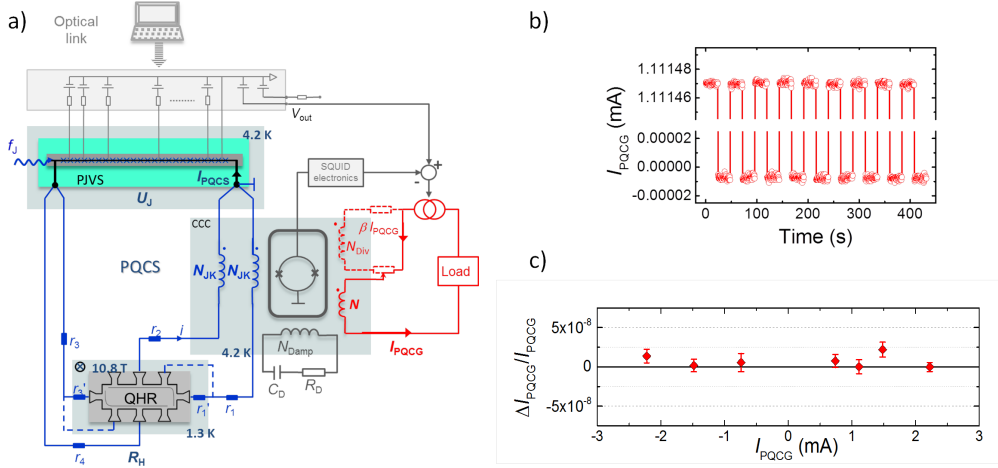 a)
Optical
link
V_out
4.2 K
f_J
PJVS
I_PQCS
U_J
SQUID
electronics
+
-
CCC
β I_PQCG
N_Div
PQCS
N_JK
N_JK
Load
N
r_2
i
I_PQCG
r_3
N_Damp
4.2 K
C_D
R_D
10.8 T
r_3'
QHR
r_1'
r_1
1.3 K
r_4
R_H
b)
I_PQCG (mA)
1.11148
1.11146
0.00002
0.00000
-0.00002
0 100 200 300 400
Time (s)
c)
ΔI_PQCG/I_PQCG
5x10^-8
0
-5x10^-8
-3 -2 -1 0 1 2 3
I_PQCG (mA)